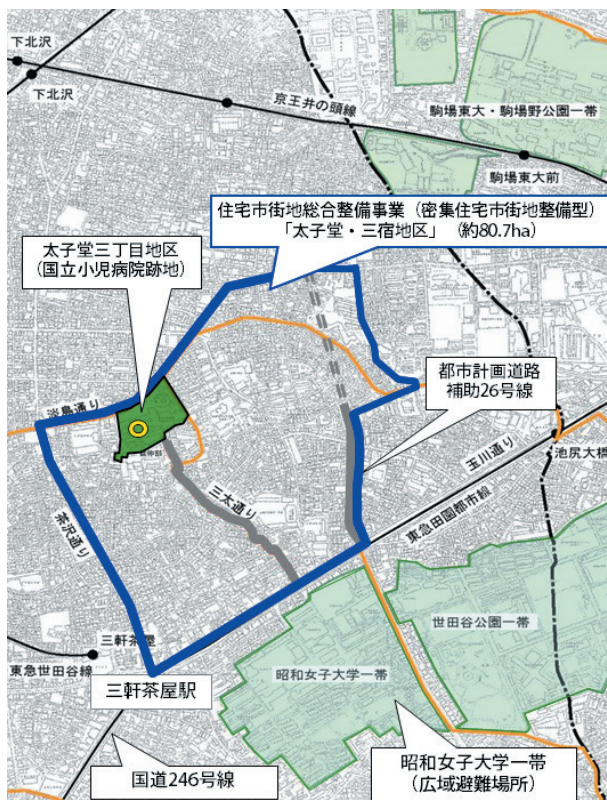 下北沢
下北沢
京王井の頭線
駒場東大・駒場野公園一帯
駒場東大前
住宅市街地総合整備事業（密集住宅市街地整備型）
「太子堂・三宿地区」（約80.7ha）
太子堂三丁目地区
（国立小児病院跡地）
都市計画道路
補助26号線
淡島通り
玉川通り
池尻大橋
三太通り
東急田園都市線
茶沢通り
世田谷公園一帯
三軒茶屋
東急世田谷線
昭和女子大学一帯
三軒茶屋駅
国道246号線
昭和女子大学一帯
（広域避難場所）